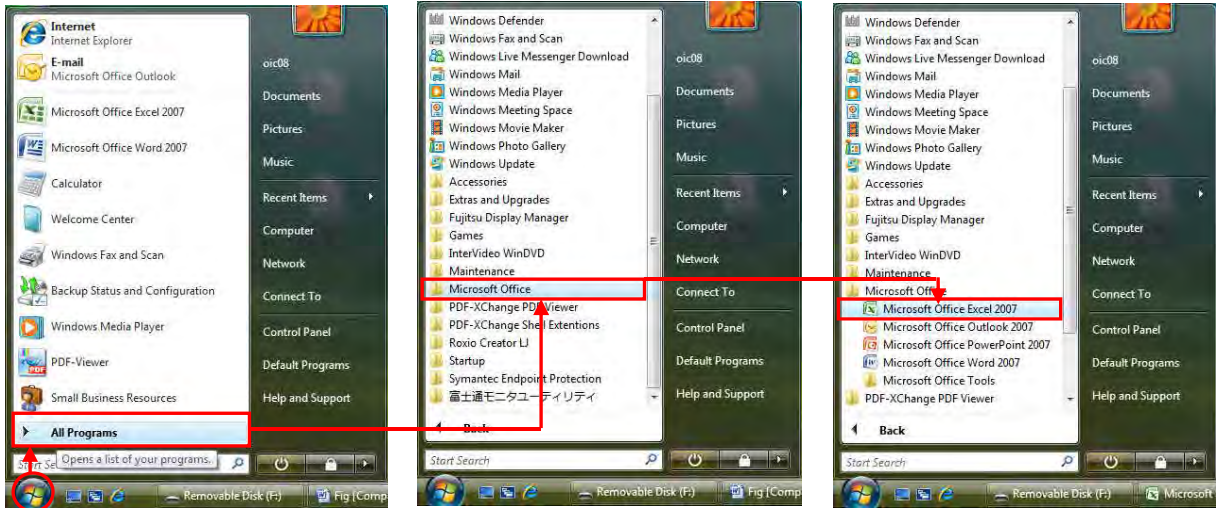 Internet
Internet Explorer
E-mail
Microsoft Office Outlook
Microsoft Office Excel 2007
Microsoft Office Word 2007
Calculator
Welcome Center
Windows Fax and Scan
Backup Status and Configuration
Windows Media Player
PDF-Viewer
Small Business Resources
All Programs
Start Se
Opens a list of your programs.
oic08
Documents
Pictures
Music
Recent Items
Computer
Network
Connect To
Control Panel
Default Programs
Help and Support
Removable Disk (F:)
Fig [Comp
Windows Defender
Windows Fax and Scan
Windows Live Messenger Download
Windows Mail
Windows Media Player
Windows Meeting Space
Windows Movie Maker
Windows Photo Gallery
Windows Update
Accessories
Extras and Upgrades
Fujitsu Display Manager
Games
InterVideo WinDVD
Maintenance
Microsoft Office
PDF-XChange PDF Viewer
PDF-XChange Shell Extentions
Roxio Creator LJ
Startup
Symantec Endpoint Protection
富士通モニタユーティリティ
Back
Start Search
oic08
Documents
Pictures
Music
Recent Items
Computer
Network
Connect To
Control Panel
Default Programs
Help and Support
Removable Disk (F:)
Fig [Comp
Windows Defender
Windows Fax and Scan
Windows Live Messenger Download
Windows Mail
Windows Media Player
Windows Meeting Space
Windows Movie Maker
Windows Photo Gallery
Windows Update
Accessories
Extras and Upgrades
Fujitsu Display Manager
Games
InterVideo WinDVD
Maintenance
Microsoft Office
Microsoft Office Excel 2007
Microsoft Office Outlook 2007
Microsoft Office PowerPoint 2007
Microsoft Office Word 2007
Microsoft Office Tools
PDF-XChange PDF Viewer
Back
Start Search
oic08
Documents
Pictures
Music
Recent Items
Computer
Network
Connect To
Control Panel
Default Programs
Help and Support
Removable Disk (F:)
Microsoft